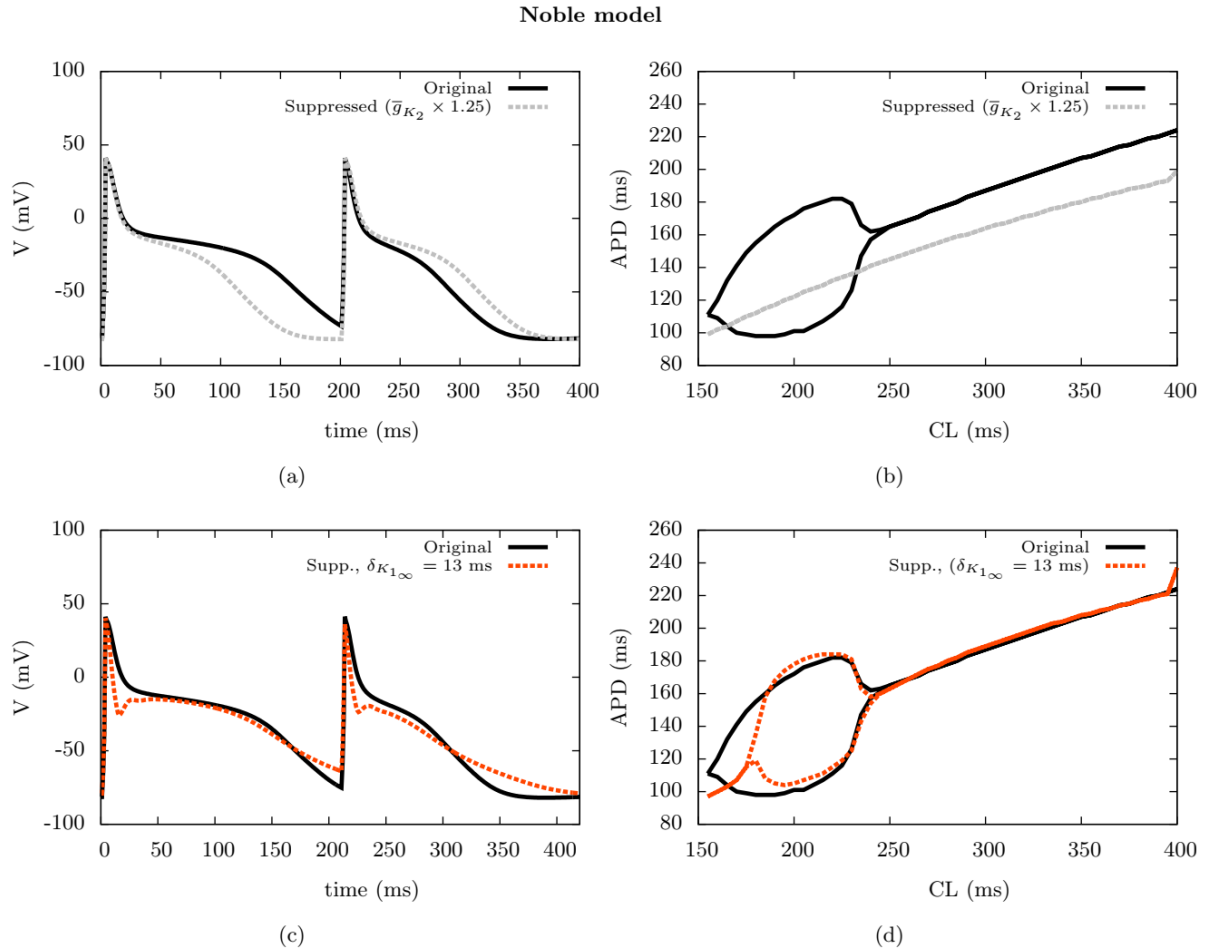 Noble model
100
50
0
-50
-100
V (mV)
0 50 100 150 200 250 300 350 400
time (ms)
Original
Suppressed (g̅_{K_2} × 1.25)
(a)
260
240
220
200
180
160
140
120
100
80
APD (ms)
150 200 250 300 350 400
CL (ms)
Original
Suppressed (g̅_{K_2} × 1.25)
(b)
100
50
0
-50
-100
V (mV)
0 50 100 150 200 250 300 350 400
time (ms)
Original
Supp., δ_{K_{1_∞}} = 13 ms
(c)
260
240
220
200
180
160
140
120
100
80
APD (ms)
150 200 250 300 350 400
CL (ms)
Original
Supp., (δ_{K_{1_∞}} = 13 ms)
(d)